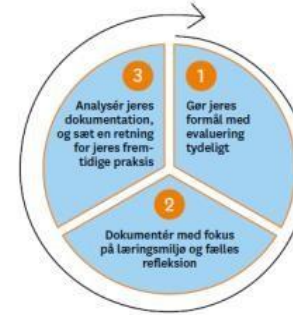 1
Gør jeres
formål med
evaluering
tydeligt
2
Dokumentér med fokus
på læringsmiljø og fælles
refleksion
3
Analysér jeres
dokumentation,
og sæt en retning
for jeres frem-
tidige praksis